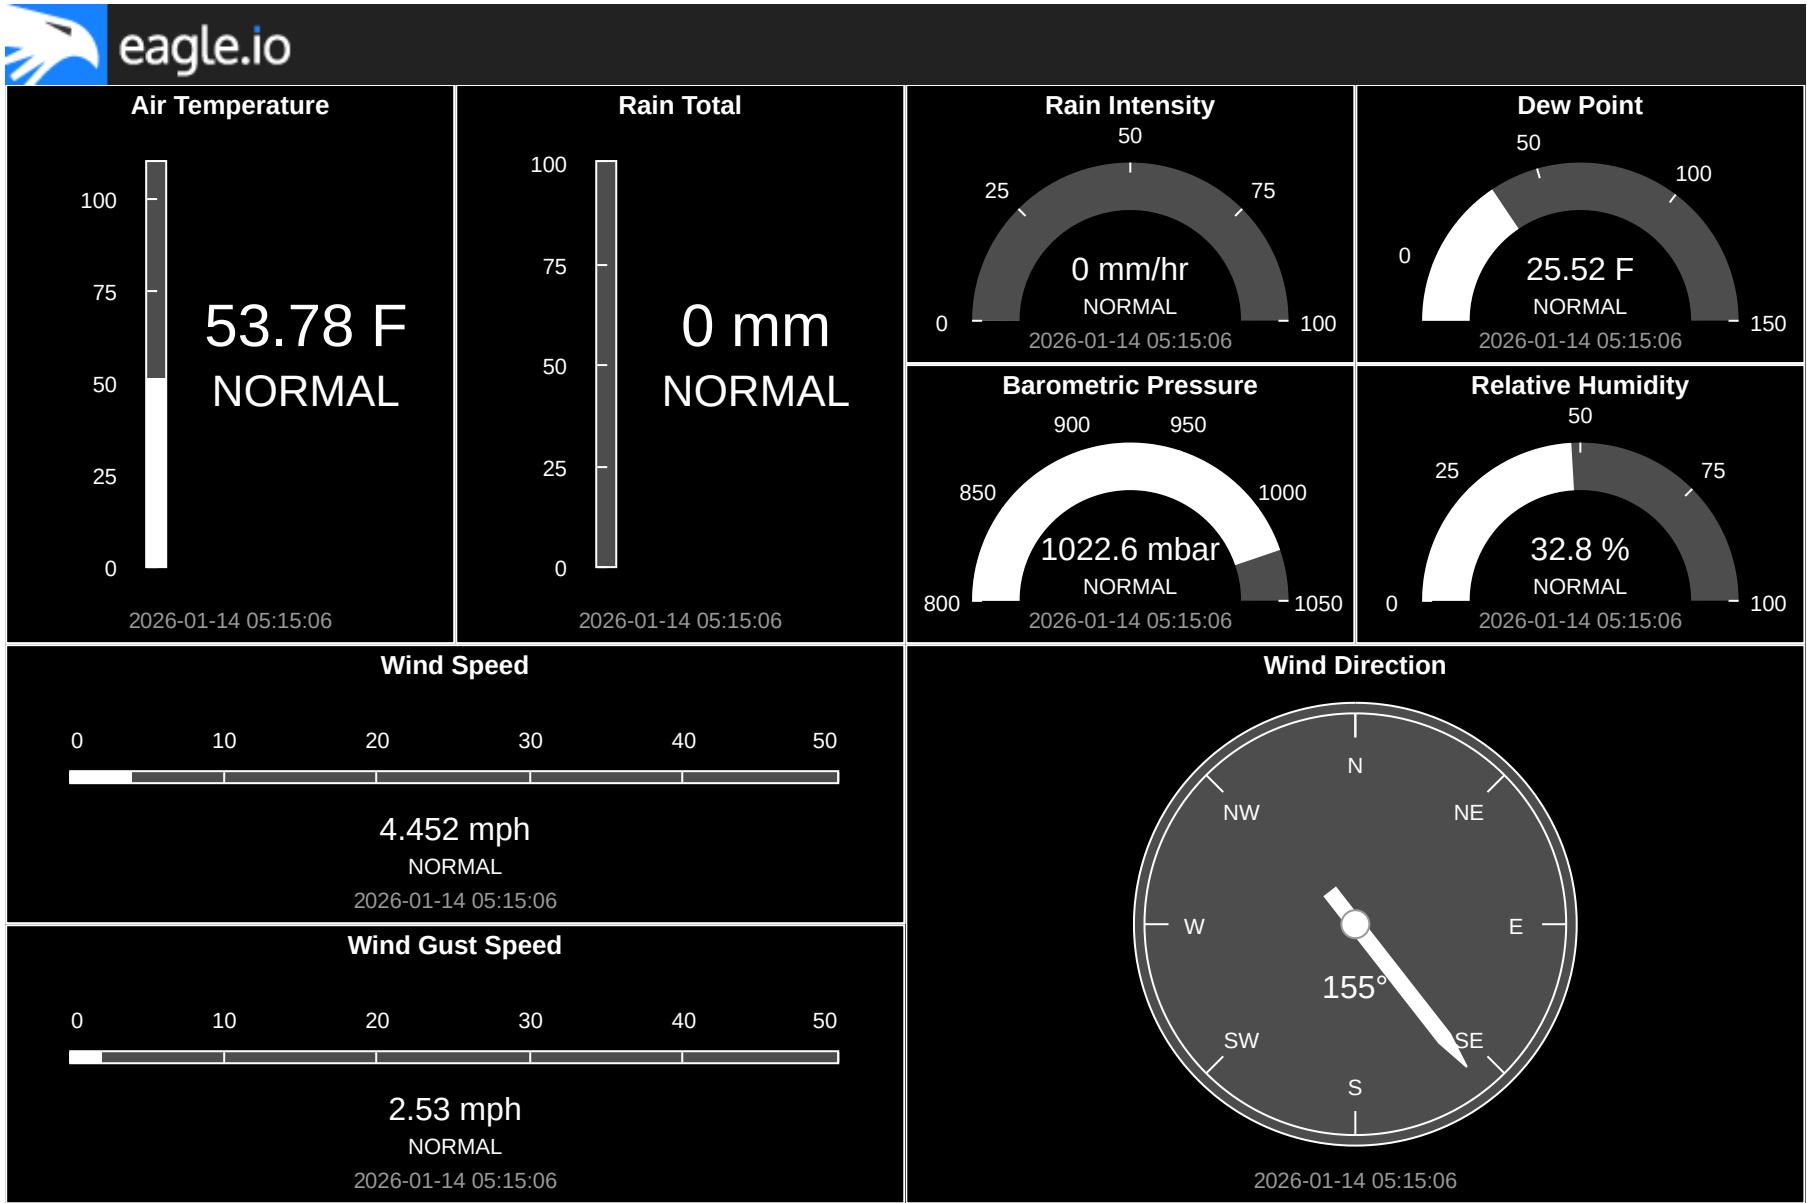 eagle.io
Air Temperature
100
75
50
25
0
53.78 F
NORMAL
2026-01-14 05:15:06
Rain Total
100
75
50
25
0
0 mm
NORMAL
2026-01-14 05:15:06
Rain Intensity
50
25
75
0
100
0 mm/hr
NORMAL
2026-01-14 05:15:06
Dew Point
50
100
0
150
25.52 F
NORMAL
2026-01-14 05:15:06
Barometric Pressure
900
950
850
1000
800
1050
1022.6 mbar
NORMAL
2026-01-14 05:15:06
Relative Humidity
50
25
75
0
100
32.8 %
NORMAL
2026-01-14 05:15:06
Wind Speed
0 10 20 30 40 50
4.452 mph
NORMAL
2026-01-14 05:15:06
Wind Gust Speed
0 10 20 30 40 50
2.53 mph
NORMAL
2026-01-14 05:15:06
Wind Direction
N
NW NE
W E
155°
SW SE
S
2026-01-14 05:15:06